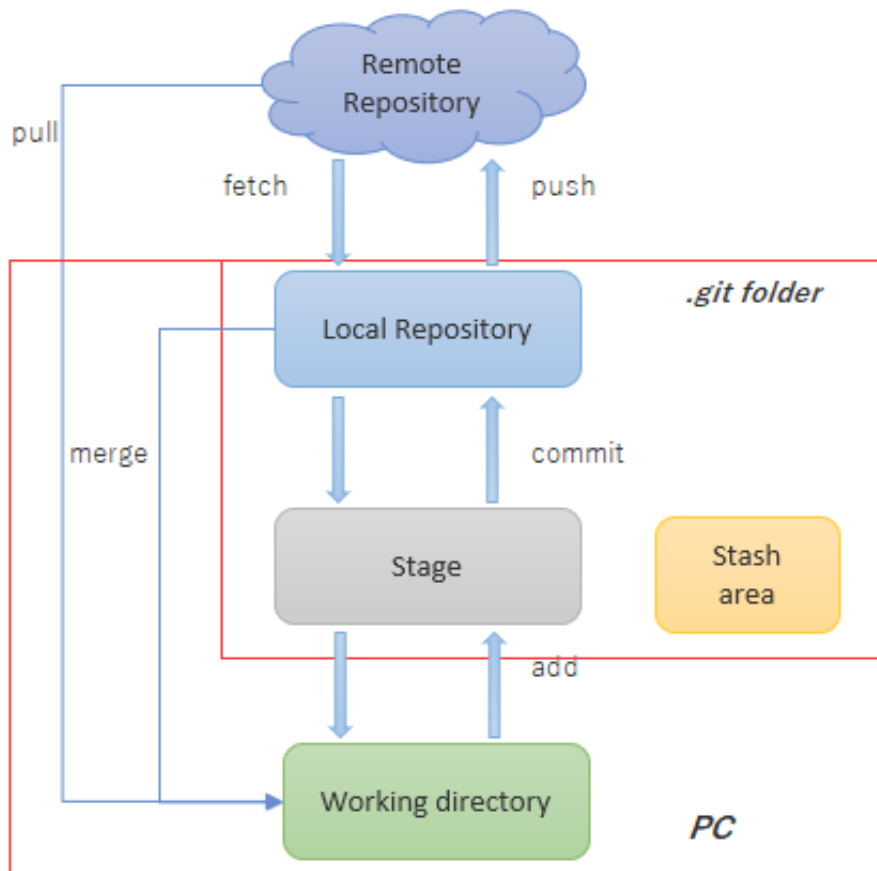 Remote
Repository
pull
fetch
push
.git folder
Local Repository
merge
commit
Stage
Stash
area
add
Working directory
PC